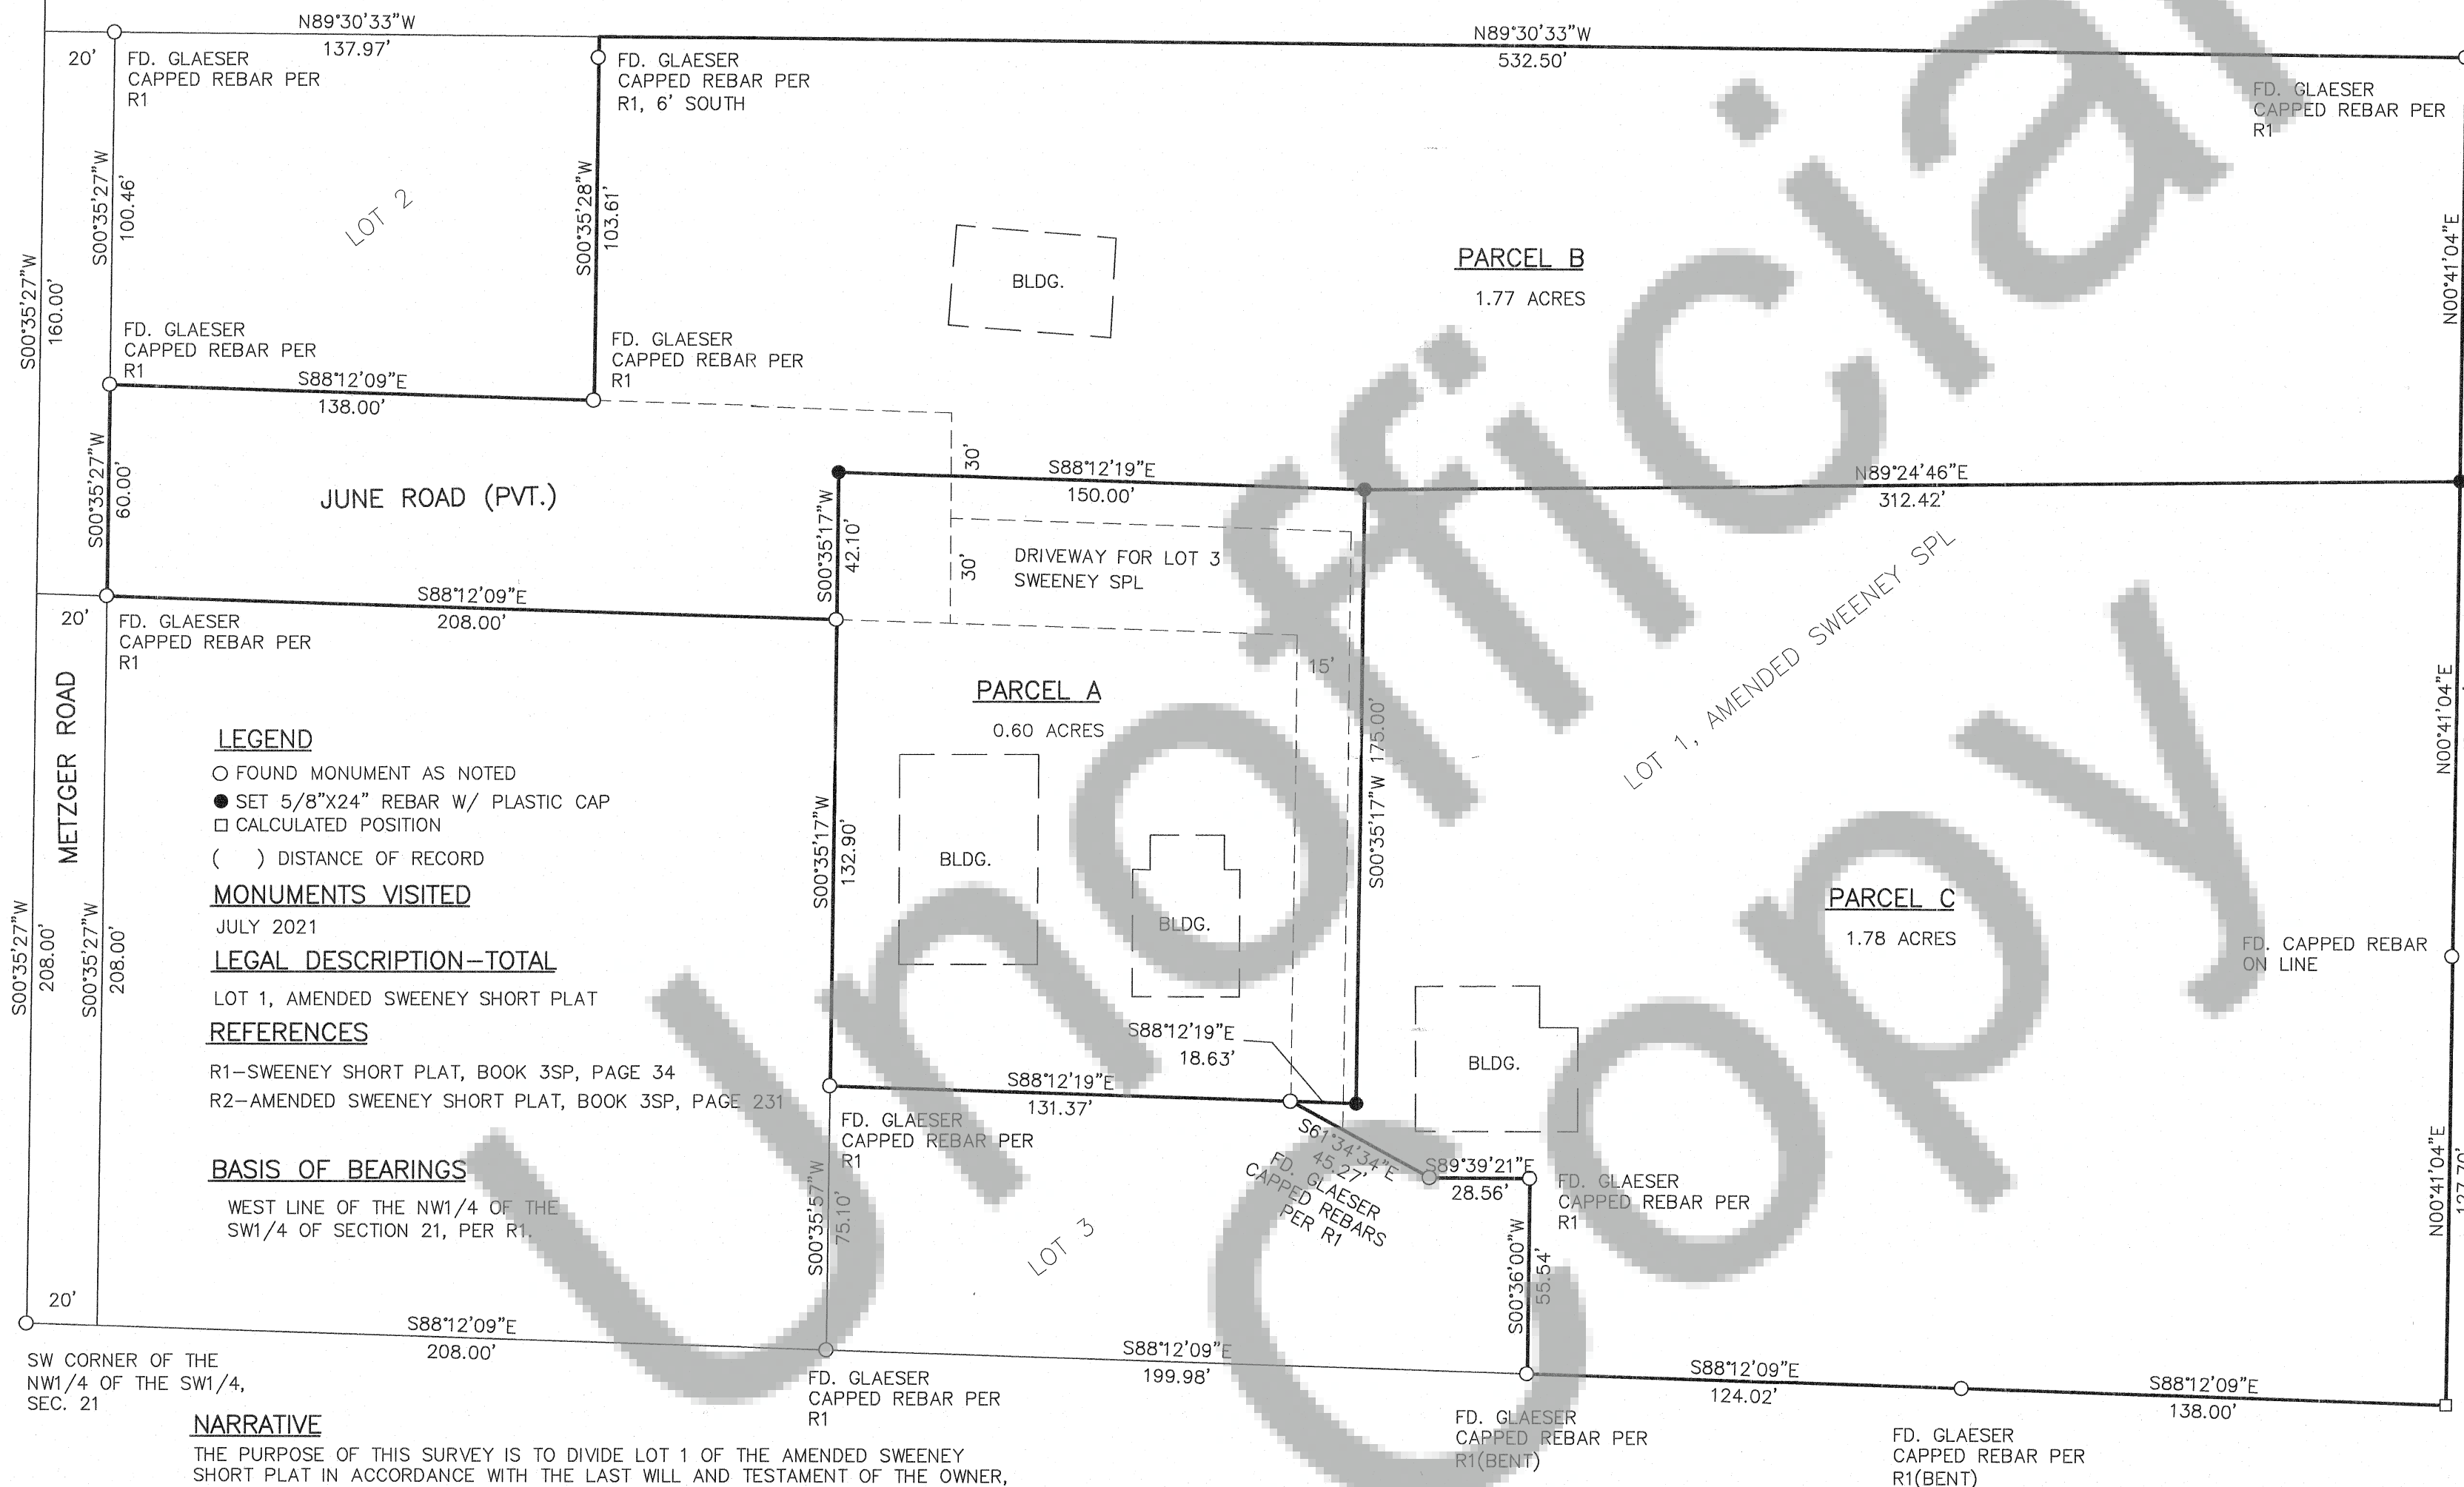 N89°30'33"W
137.97'
N89°30'33"W
532.50'
20'
FD. GLAESER
CAPPED REBAR PER
R1
FD. GLAESER
CAPPED REBAR PER
R1, 6' SOUTH
FD. GLAESER
CAPPED REBAR PER
R1
S00°35'27"W
100.46'
LOT 2
S00°35'28"W
103.61'
BLDG.
PARCEL B
1.77 ACRES
N00°41'04"E
S00°35'27"W
160.00'
FD. GLAESER
CAPPED REBAR PER
R1
FD. GLAESER
CAPPED REBAR PER
R1
S88°12'09"E
138.00'
S00°35'27"W
60.00'
JUNE ROAD (PVT.)
30'
S88°12'19"E
150.00'
N89°24'46"E
312.42'
S00°35'17"W
42.10'
30'
DRIVEWAY FOR LOT 3
SWEENEY SPL
LOT 1, AMENDED SWEENEY SPL
S88°12'09"E
208.00'
20'
FD. GLAESER
CAPPED REBAR PER
R1
METZGER ROAD
15'
PARCEL A
0.60 ACRES
S00°35'17"W 175.00'
N00°41'04"E
LEGEND
FOUND MONUMENT AS NOTED
SET 5/8"X24" REBAR W/ PLASTIC CAP
CALCULATED POSITION
( ) DISTANCE OF RECORD
MONUMENTS VISITED
JULY 2021
LEGAL DESCRIPTION-TOTAL
LOT 1, AMENDED SWEENEY SHORT PLAT
REFERENCES
R1-SWEENEY SHORT PLAT, BOOK 3SP, PAGE 34
R2-AMENDED SWEENEY SHORT PLAT, BOOK 3SP, PAGE 231
BASIS OF BEARINGS
WEST LINE OF THE NW1/4 OF THE
SW1/4 OF SECTION 21, PER R1.
S00°35'27"W
208.00'
S00°35'27"W
208.00'
S00°35'17"W
132.90'
BLDG.
BLDG.
PARCEL C
1.78 ACRES
FD. CAPPED REBAR
ON LINE
S88°12'19"E
18.63'
BLDG.
S88°12'19"E
131.37'
FD. GLAESER
CAPPED REBAR PER
R1
S61°34'34"E
45.27'
FD. GLAESER
CAPPED REBARS
PER R1
S89°39'21"E
28.56'
FD. GLAESER
CAPPED REBAR PER
R1
N00°41'04"E
127.70'
S00°35'57"W
75.10'
LOT 3
S00°36'00"W
55.54'
20'
S88°12'09"E
208.00'
S88°12'09"E
199.98'
S88°12'09"E
124.02'
S88°12'09"E
138.00'
SW CORNER OF THE
NW1/4 OF THE SW1/4,
SEC. 21
FD. GLAESER
CAPPED REBAR PER
R1
FD. GLAESER
CAPPED REBAR PER
R1(BENT)
FD. GLAESER
CAPPED REBAR PER
R1(BENT)
NARRATIVE
THE PURPOSE OF THIS SURVEY IS TO DIVIDE LOT 1 OF THE AMENDED SWEENEY
SHORT PLAT IN ACCORDANCE WITH THE LAST WILL AND TESTAMENT OF THE OWNER,
Unofficial
Copy